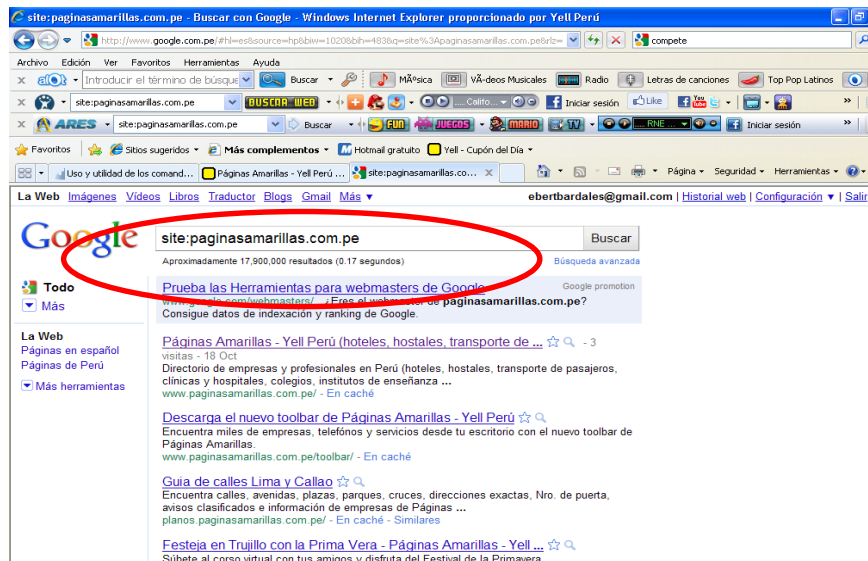 site:paginasamarillas.com.pe - Buscar con Google - Windows Internet Explorer proporcionado por Yell Perú
http://www.google.com.pe/#hl=es&source=hp&biw=1020&bih=483&q=site%3Apaginasamarillas.com.pe&rlz=
compete
Archivo Edición Ver Favoritos Herramientas Ayuda
Introducir el término de búsque Buscar MÃºsica VÃ­deos Musicales Radio Letras de canciones Top Pop Latinos
site:paginasamarillas.com.pe BUSCAR WEB Califo... Iniciar sesión Like You »
ARES site:paginasamarillas.com.pe Buscar FUN JUEGOS MARIO TV RNE ... Iniciar sesión »
Favoritos Sitios sugeridos Más complementos Hotmail gratuito Yell - Cupón del Día
Uso y utilidad de los comand... Páginas Amarillas - Yell Perú ... site:paginasamarillas.co... X Página Seguridad Herramientas
La Web Imágenes Vídeos Libros Traductor Blogs Gmail Más ▼ ebertbardales@gmail.com | Historial web | Configuración ▼ | Salir
Google site:paginasamarillas.com.pe Buscar
Aproximadamente 17,900,000 resultados (0.17 segundos) Búsqueda avanzada
Todo
Más
La Web
Páginas en español
Páginas de Perú
Más herramientas
Prueba las Herramientas para webmasters de Google Google promotion
www.google.com/webmasters/ ¿Eres el webmaster de paginasamarillas.com.pe?
Consigue datos de indexación y ranking de Google.
Páginas Amarillas - Yell Perú (hoteles, hostales, transporte de ... - 3
visitas - 18 Oct
Directorio de empresas y profesionales en Perú (hoteles, hostales, transporte de pasajeros,
clínicas y hospitales, colegios, institutos de enseñanza ...
www.paginasamarillas.com.pe/ - En caché
Descarga el nuevo toolbar de Páginas Amarillas - Yell Perú
Encuentra miles de empresas, teléfonos y servicios desde tu escritorio con el nuevo toolbar de
Páginas Amarillas.
www.paginasamarillas.com.pe/toolbar/ - En caché
Guia de calles Lima y Callao
Encuentra calles, avenidas, plazas, parques, cruces, direcciones exactas, Nro. de puerta,
avisos clasificados e información de empresas de Páginas ...
planos.paginasamarillas.com.pe/ - En caché - Similares
Festeja en Trujillo con la Prima Vera - Páginas Amarillas - Yell ...
Súbete al corso virtual con tus amigos y disfruta del Festival de la Primavera